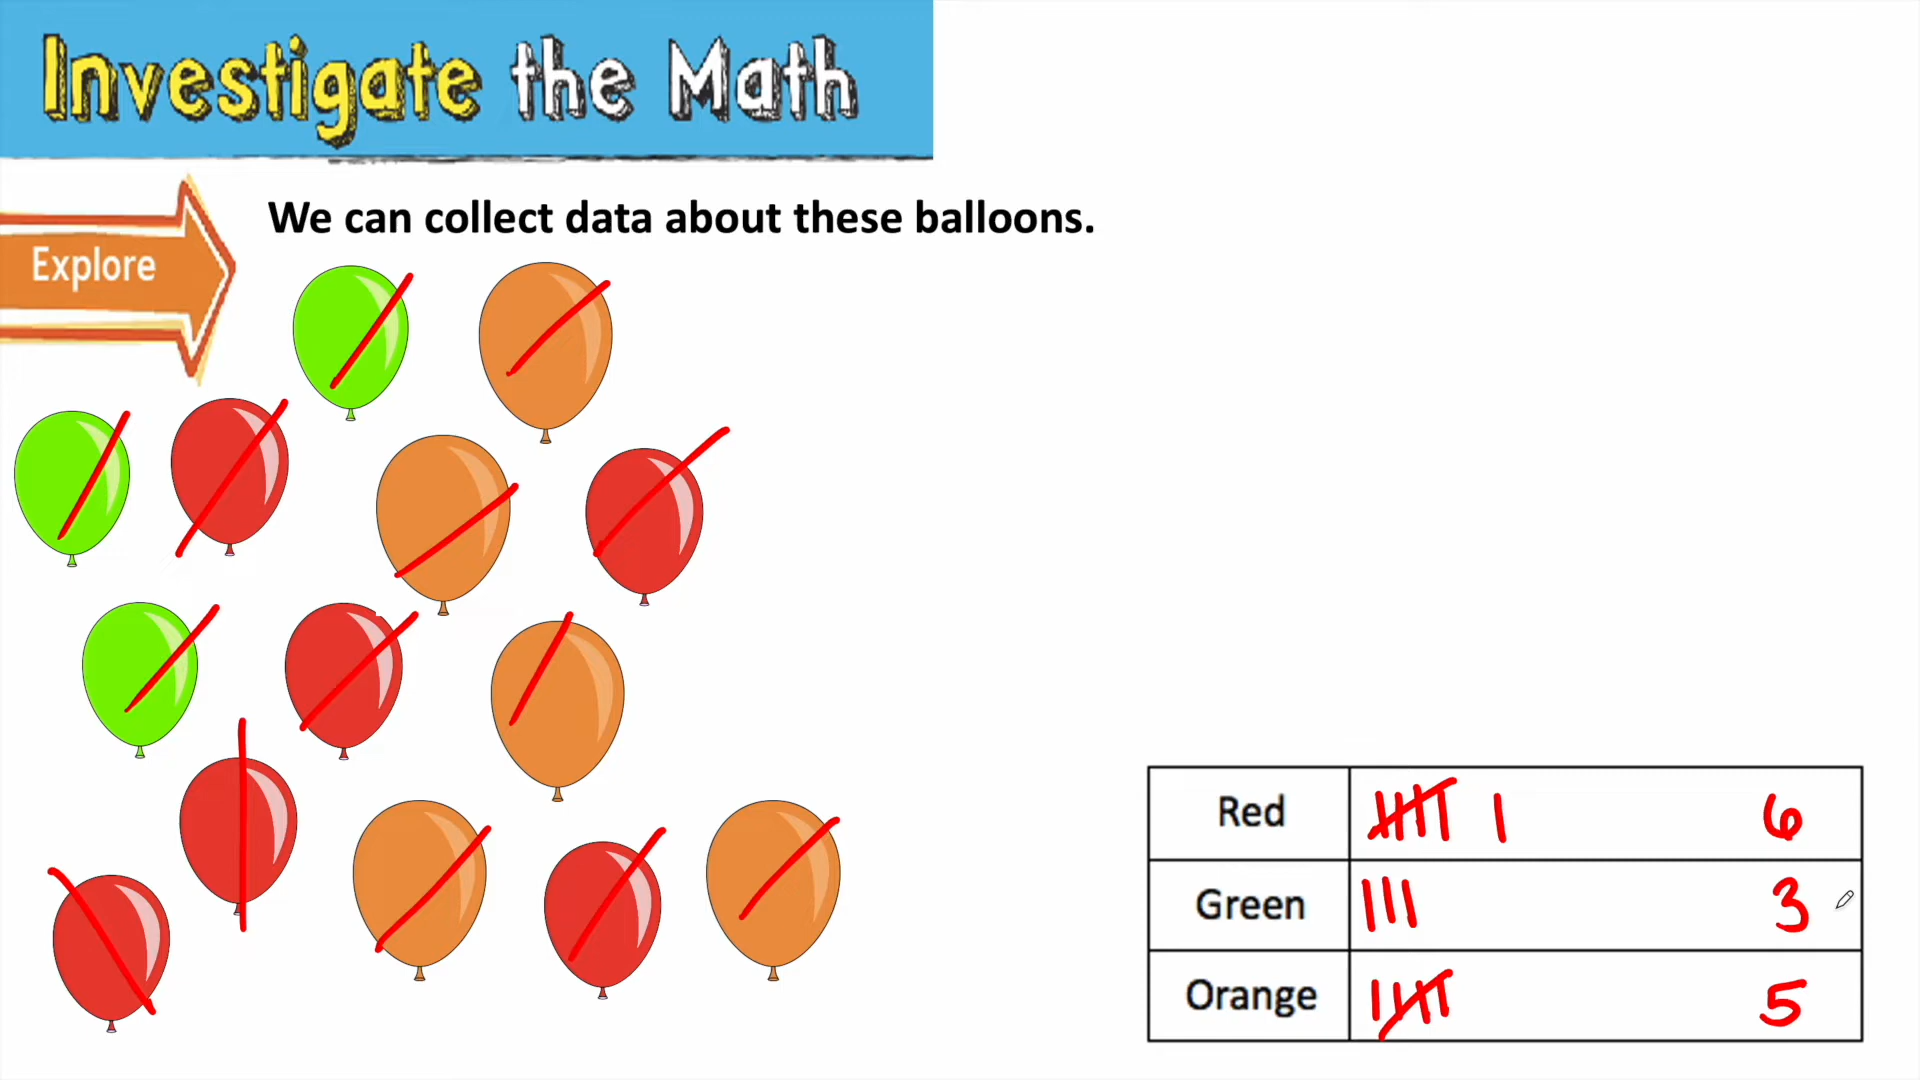 Investigate the Math
Explore
We can collect data about these balloons.
Red 6
Green 3
Orange 5